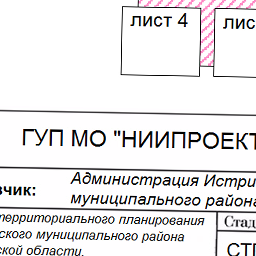 лист 4
лис
ГУП МО "НИИПРОЕКТ
Администрация Истри
чик:
муниципального района
территориального планирования
ского муниципального района
ской области.
Стад
СТП